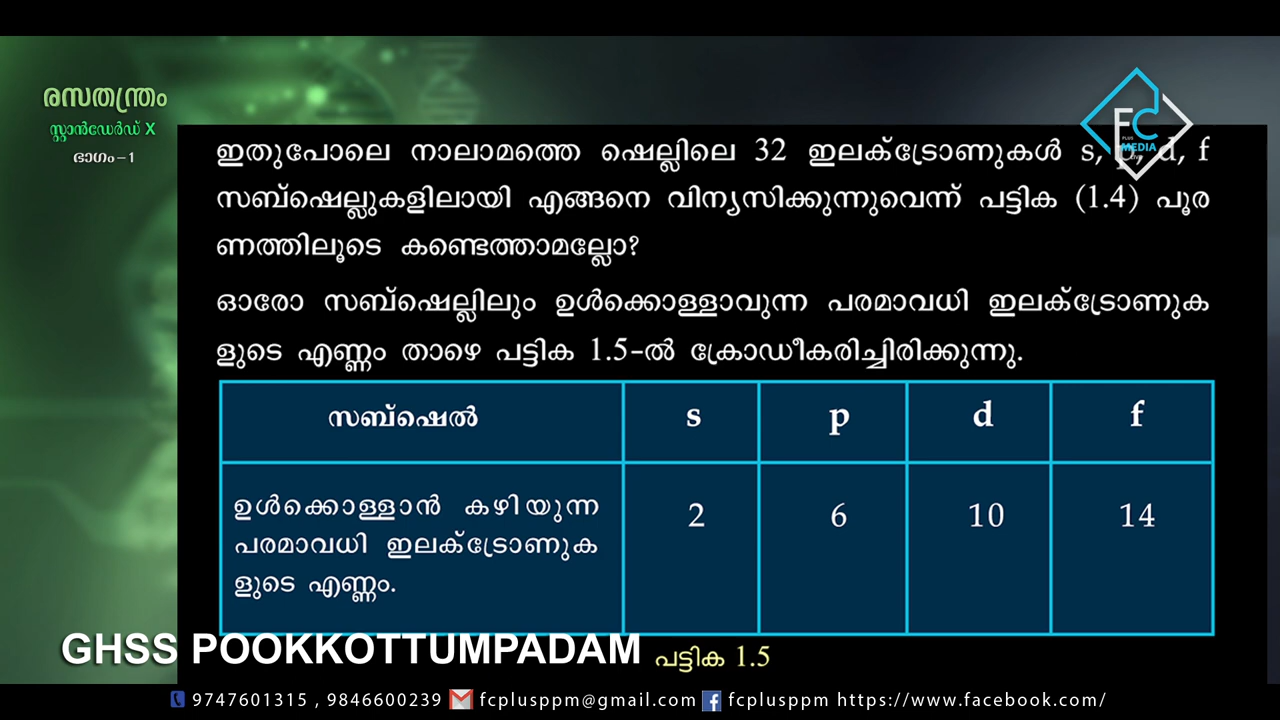 രസതന്ത്രം
സ്റ്റാൻഡേർഡ് X
ഭാഗം-1
FC
PLUS
MEDIA
ഇതുപോലെ നാലാമത്തെ ഷെല്ലിലെ 32 ഇലക്ട്രോണുകൾ s, p, d, f
സബ്ഷെല്ലുകളിലായി എങ്ങനെ വിന്യസിക്കുന്നുവെന്ന് പട്ടിക (1.4) പൂര
ണത്തിലൂടെ കണ്ടെത്താമല്ലോ?
ഓരോ സബ്ഷെല്ലിലും ഉൾക്കൊള്ളാവുന്ന പരമാവധി ഇലക്ട്രോണുക
ളുടെ എണ്ണം താഴെ പട്ടിക 1.5-ൽ ക്രോഡീകരിച്ചിരിക്കുന്നു.
സബ്ഷെൽ s p d f
ഉൾക്കൊള്ളാൻ കഴിയുന്ന
പരമാവധി ഇലക്ട്രോണുക
ളുടെ എണ്ണം.
2 6 10 14
GHSS POOKKOTTUMPADAM
പട്ടിക 1.5
9747601315 , 9846600239 fcplusppm@gmail.com fcplusppm https://www.facebook.com/